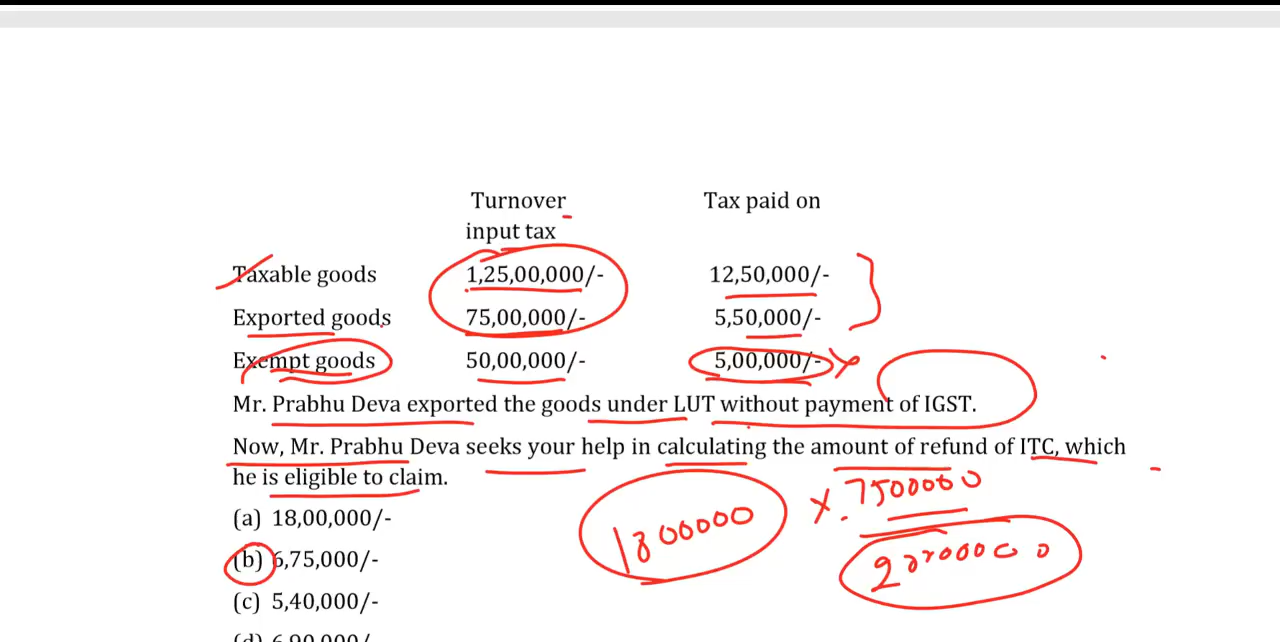 Turnover Tax paid on
input tax
Taxable goods 1,25,00,000/- 12,50,000/-
Exported goods 75,00,000/- 5,50,000/-
Exempt goods 50,00,000/- 5,00,000/-
Mr. Prabhu Deva exported the goods under LUT without payment of IGST.
Now, Mr. Prabhu Deva seeks your help in calculating the amount of refund of ITC, which
he is eligible to claim.
(a) 18,00,000/-
1800000 × 7500000
(b) 6,75,000/-
(c) 5,40,000/-